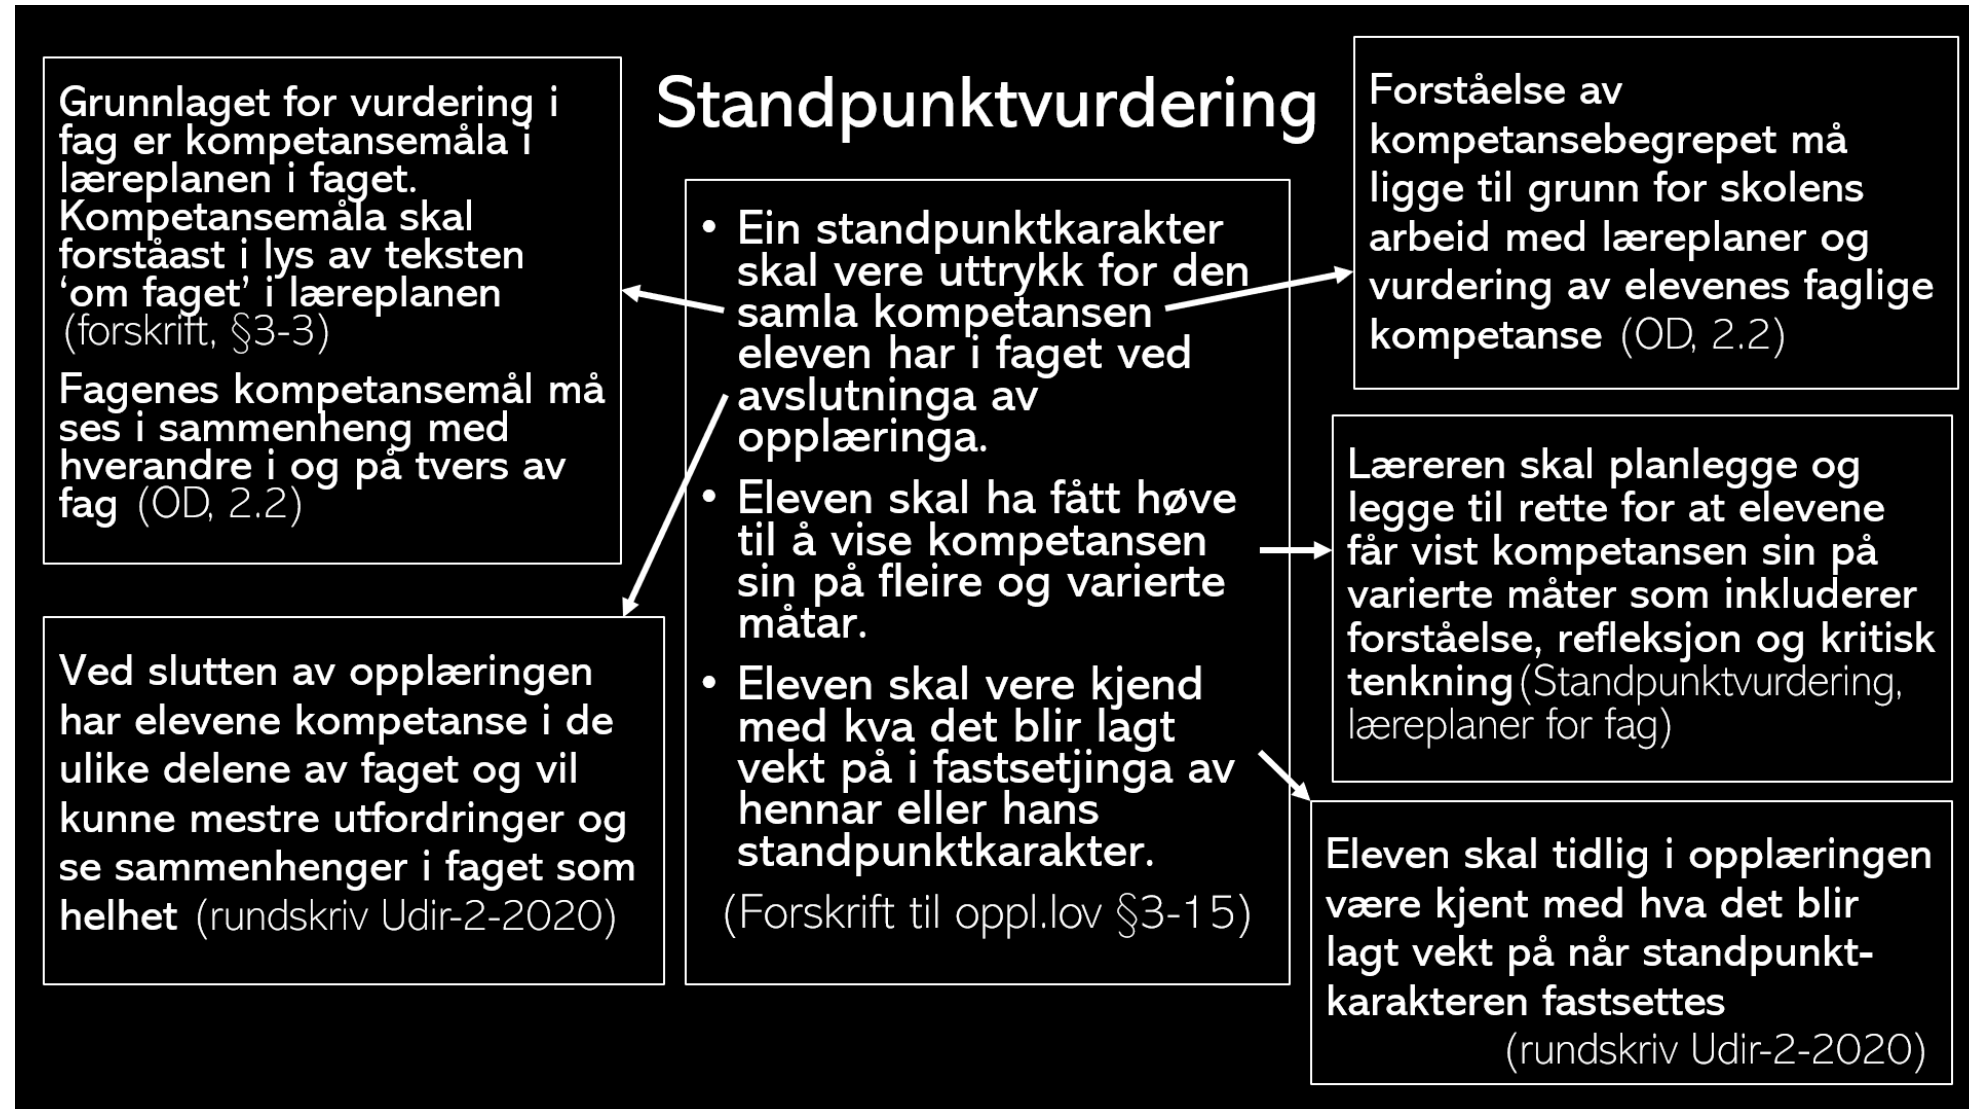 Standpunktvurdering
Grunnlaget for vurdering i
fag er kompetansemåla i
læreplanen i faget.
Kompetansemåla skal
forståast i lys av teksten
‘om faget’ i læreplanen
(forskrift, §3-3)
Fagenes kompetansemål må
ses i sammenheng med
hverandre i og på tvers av
fag (OD, 2.2)
Ved slutten av opplæringen
har elevene kompetanse i de
ulike delene av faget og vil
kunne mestre utfordringer og
se sammenhenger i faget som
helhet (rundskriv Udir-2-2020)
• Ein standpunktkarakter
skal vere uttrykk for den
samla kompetansen
eleven har i faget ved
avslutninga av
opplæringa.
• Eleven skal ha fått høve
til å vise kompetansen
sin på fleire og varierte
måtar.
• Eleven skal vere kjend
med kva det blir lagt
vekt på i fastsetjinga av
hennar eller hans
standpunktkarakter.
(Forskrift til oppl.lov §3-15)
Forståelse av
kompetansebegrepet må
ligge til grunn for skolens
arbeid med læreplaner og
vurdering av elevenes faglige
kompetanse (OD, 2.2)
Læreren skal planlegge og
legge til rette for at elevene
får vist kompetansen sin på
varierte måter som inkluderer
forståelse, refleksjon og kritisk
tenkning (Standpunktvurdering,
læreplaner for fag)
Eleven skal tidlig i opplæringen
være kjent med hva det blir
lagt vekt på når standpunkt-
karakteren fastsettes
(rundskriv Udir-2-2020)